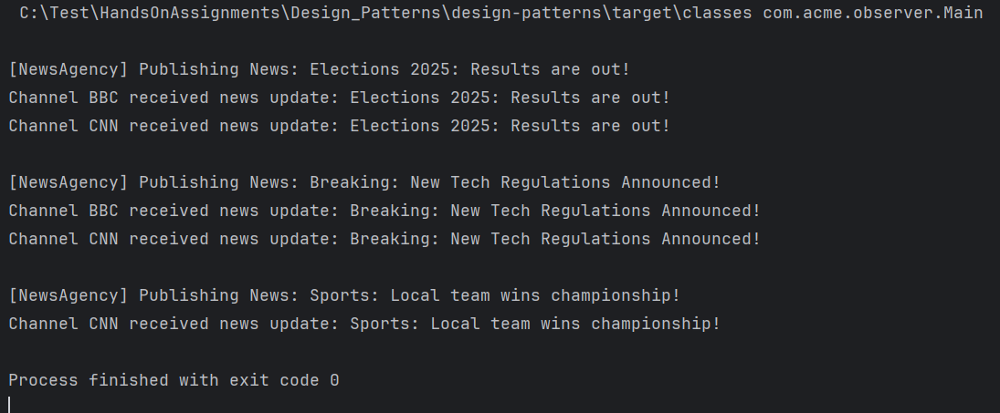 C:\Test\HandsOnAssignments\Design_Patterns\design-patterns\target\classes com.acme.observer.Main
[NewsAgency] Publishing News: Elections 2025: Results are out!
Channel BBC received news update: Elections 2025: Results are out!
Channel CNN received news update: Elections 2025: Results are out!
[NewsAgency] Publishing News: Breaking: New Tech Regulations Announced!
Channel BBC received news update: Breaking: New Tech Regulations Announced!
Channel CNN received news update: Breaking: New Tech Regulations Announced!
[NewsAgency] Publishing News: Sports: Local team wins championship!
Channel CNN received news update: Sports: Local team wins championship!
Process finished with exit code 0